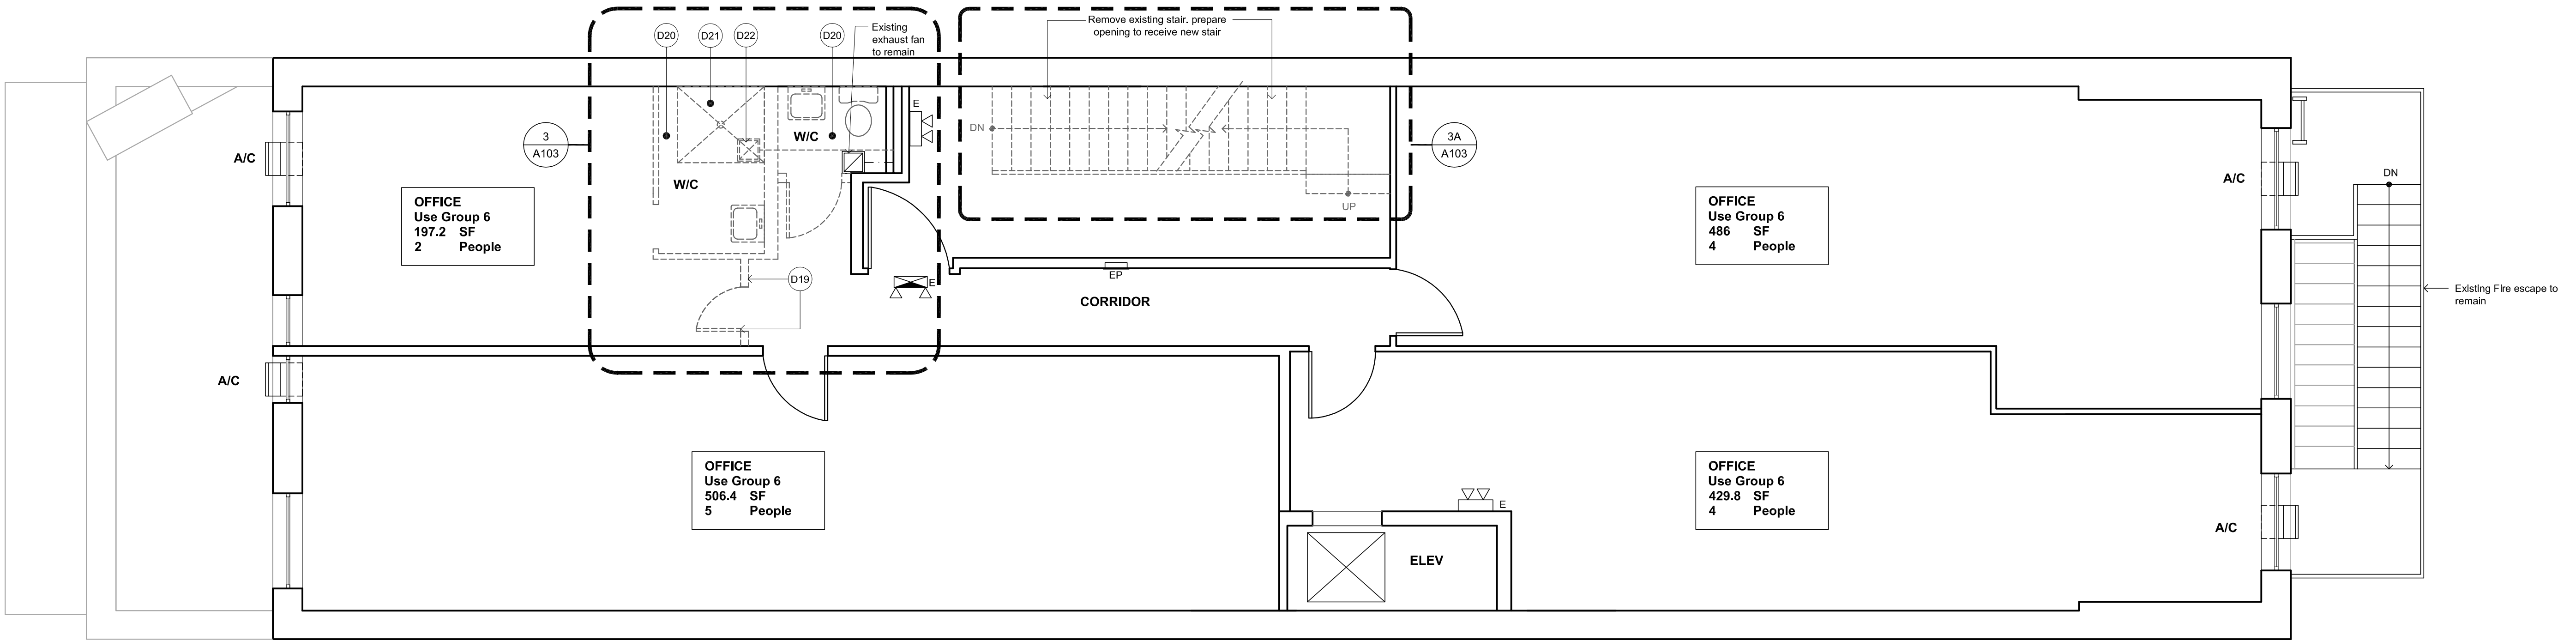 D20
D21
D22
D20
Existing
exhaust fan
to remain
Remove existing stair. prepare
opening to receive new stair
3
A103
W/C
W/C
E
DN
UP
3A
A103
A/C
A/C
OFFICE
Use Group 6
197.2 SF
2 People
D19
E
EP
CORRIDOR
OFFICE
Use Group 6
486 SF
4 People
A/C
DN
Existing Fire escape to
remain
OFFICE
Use Group 6
506.4 SF
5 People
E
ELEV
OFFICE
Use Group 6
429.8 SF
4 People
A/C